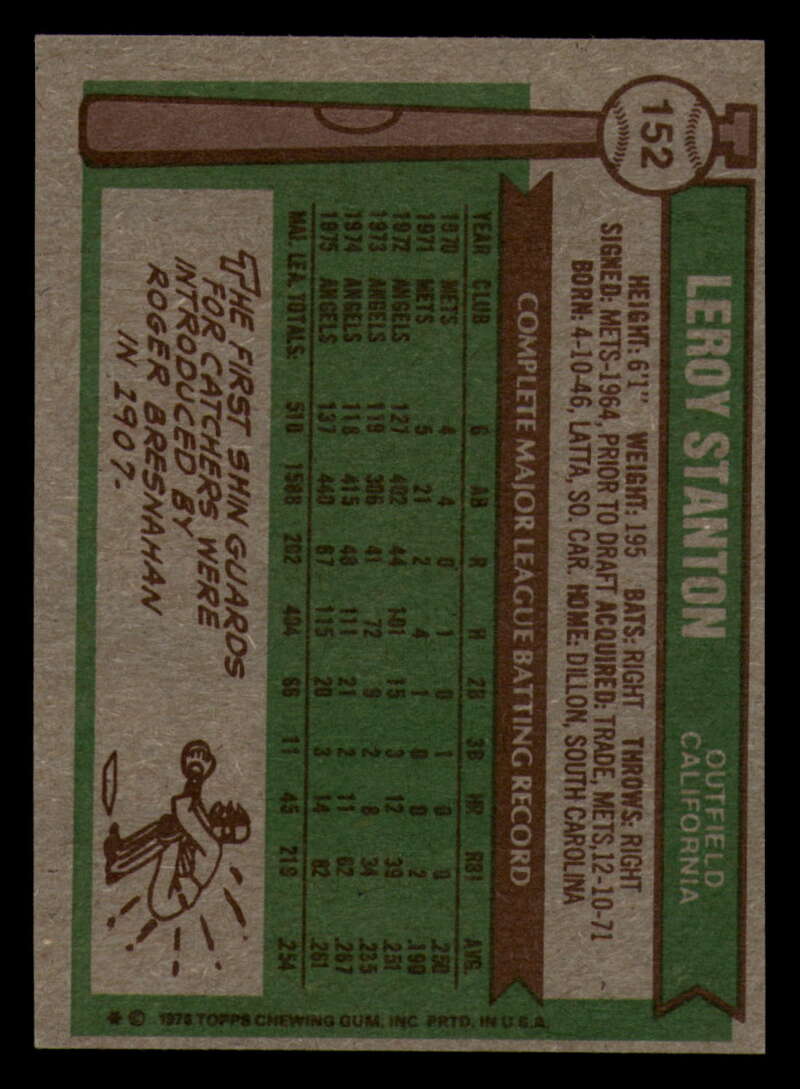 152
LEROY STANTON
OUTFIELD
CALIFORNIA
HEIGHT: 6'1" WEIGHT: 195 BATS: RIGHT THROWS: RIGHT
SIGNED: METS-1964, PRIOR TO DRAFT ACQUIRED: TRADE, METS, 12-10-71
BORN: 4-10-46, LATTA, SO. CAR. HOME: DILLON, SOUTH CAROLINA
COMPLETE MAJOR LEAGUE BATTING RECORD
YEAR CLUB G AB R H 2B 3B HR RBI AVG.
1970 METS 4 4 0 1 0 1 0 0 .250
1971 METS 5 21 2 4 1 0 0 2 .190
1972 ANGELS 127 402 44 101 15 3 12 39 .251
1973 ANGELS 119 306 41 72 9 2 8 34 .235
1974 ANGELS 118 415 48 111 21 2 11 62 .267
1975 ANGELS 137 440 67 115 20 3 14 82 .261
MAJ. LEA. TOTALS: 510 1588 202 404 66 11 45 219 .254
THE FIRST SHIN GUARDS
FOR CATCHERS WERE
INTRODUCED BY
ROGER BRESNAHAN
IN 1907.
* © 1976 TOPPS CHEWING GUM, INC. PRTD. IN U.S.A.